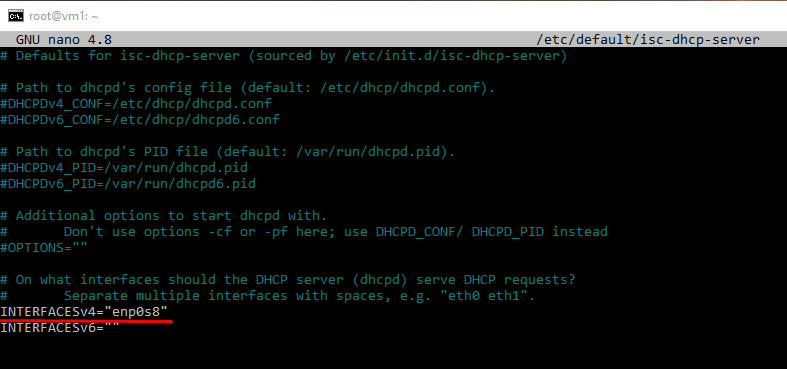 root@vm1: ~
GNU nano 4.8 /etc/default/isc-dhcp-server
# Defaults for isc-dhcp-server (sourced by /etc/init.d/isc-dhcp-server)
# Path to dhcpd's config file (default: /etc/dhcp/dhcpd.conf).
#DHCPDv4_CONF=/etc/dhcp/dhcpd.conf
#DHCPDv6_CONF=/etc/dhcp/dhcpd6.conf
# Path to dhcpd's PID file (default: /var/run/dhcpd.pid).
#DHCPDv4_PID=/var/run/dhcpd.pid
#DHCPDv6_PID=/var/run/dhcpd6.pid
# Additional options to start dhcpd with.
#       Don't use options -cf or -pf here; use DHCPD_CONF/ DHCPD_PID instead
#OPTIONS=""
# On what interfaces should the DHCP server (dhcpd) serve DHCP requests?
#       Separate multiple interfaces with spaces, e.g. "eth0 eth1".
INTERFACESv4="enp0s8"
INTERFACESv6=""